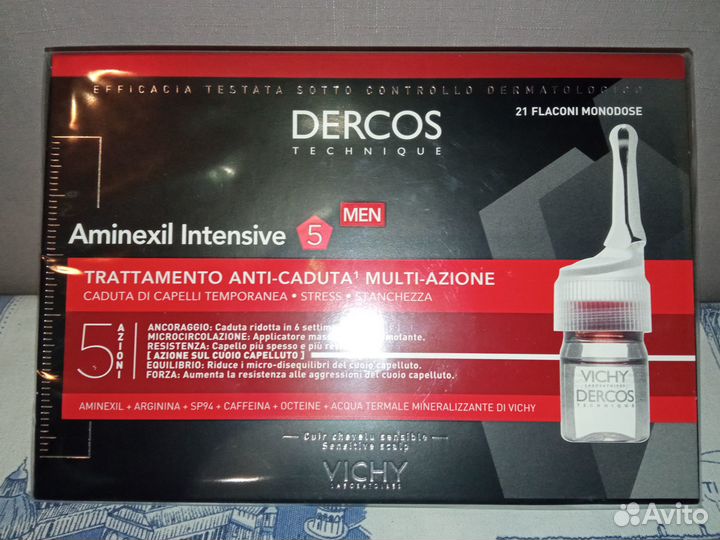 EFFICACIA TESTATA SOTTO CONTROLLO DERMATOLOGICO
21 FLACONI MONODOSE
DERCOS
TECHNIQUE
MEN
Aminexil Intensive 5
TRATTAMENTO ANTI-CADUTA¹ MULTI-AZIONE
CADUTA DI CAPELLI TEMPORANEA • STRESS • STANCHEZZA
5 AZIONI
ANCORAGGIO: Caduta ridotta in 6
MICROCIRCOLAZIONE: Applicatore
RESISTENZA: Capello più spesso e più
[ AZIONE SUL CUOIO CAPELLUTO ]
EQUILIBRIO: Riduce i micro-disequilibri del cuoio capelluto.
FORZA: Aumenta la resistenza alle aggressioni del cuoio capelluto.
AMINEXIL + ARGININA + SP94 + CAFFEINA + OCTEINE + ACQUA TERMALE MINERALIZZANTE DI VICHY
Cuir chevelu sensible
Sensitive scalp
VICHY
LABORATOIRES
VICHY
LABORATOIRES
DERCOS
TECHNIQUE
Avito